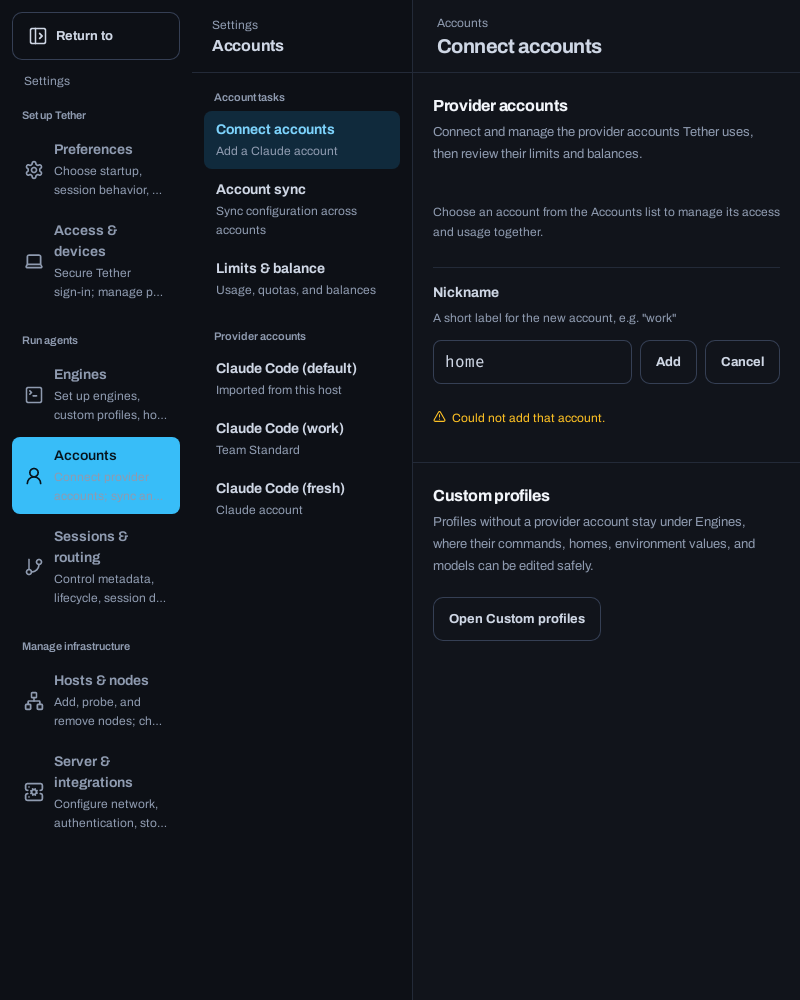 Return to
Settings
Set up Tether
Preferences
Choose startup,
session behavior, ...
Access &
devices
Secure Tether
sign-in; manage p...
Run agents
Engines
Set up engines,
custom profiles, ho...
Accounts
Connect provider
accounts, sync or
Sessions &
routing
Control metadata,
lifecycle, session d...
Manage infrastructure
Hosts & nodes
Add, probe, and
remove nodes; ch...
Server &
integrations
Configure network,
authentication, sto...
Settings
Accounts
Account tasks
Connect accounts
Add a Claude account
Account sync
Sync configuration across
accounts
Limits & balance
Usage, quotas, and balances
Provider accounts
Claude Code (default)
Imported from this host
Claude Code (work)
Team Standard
Claude Code (fresh)
Claude account
Accounts
Connect accounts
Provider accounts
Connect and manage the provider accounts Tether uses,
then review their limits and balances.
Choose an account from the Accounts list to manage its access
and usage together.
Nickname
A short label for the new account, e.g. "work"
home
Add
Cancel
Could not add that account.
Custom profiles
Profiles without a provider account stay under Engines,
where their commands, homes, environment values, and
models can be edited safely.
Open Custom profiles